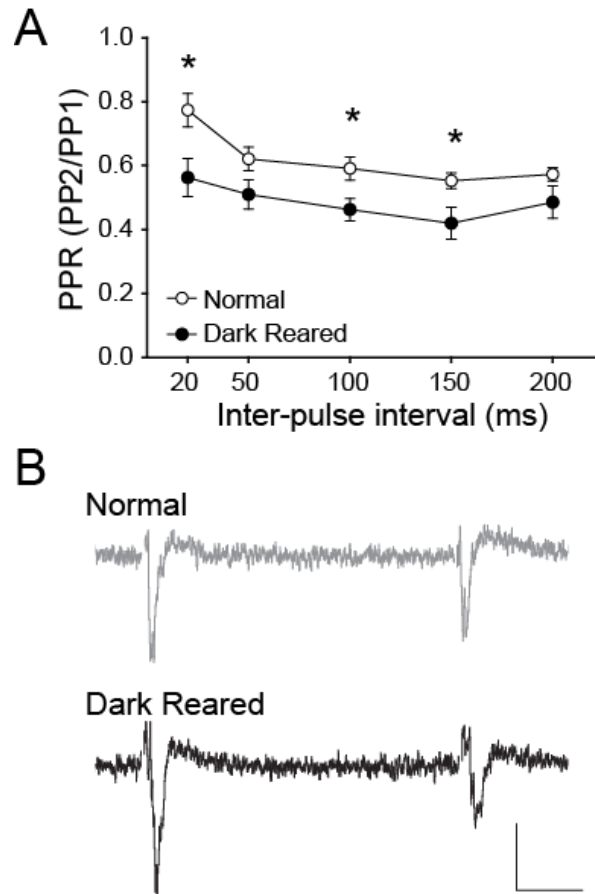 A
1.0
*
0.8
*
*
0.6
0.4
0.2
0.0
PPR (PP2/PP1)
Normal
Dark Reared
20 50 100 150 200
Inter-pulse interval (ms)
B
Normal
Dark Reared